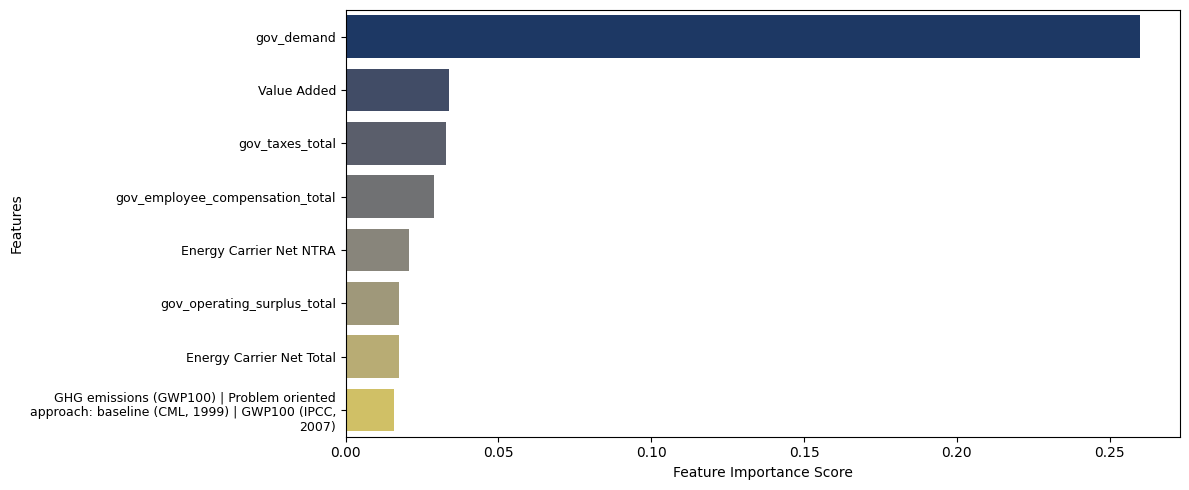 gov_demand
Value Added
gov_taxes_total
gov_employee_compensation_total
Energy Carrier Net NTRA
gov_operating_surplus_total
Energy Carrier Net Total
GHG emissions (GWP100) | Problem oriented
approach: baseline (CML, 1999) | GWP100 (IPCC,
2007)
Features
0.00 0.05 0.10 0.15 0.20 0.25
Feature Importance Score